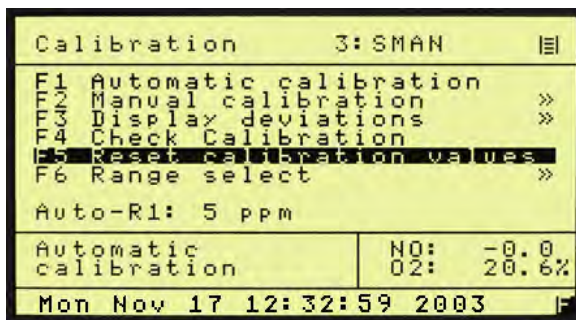 Calibration 3:SMAN
F1 Automatic calibration
F2 Manual calibration »
F3 Display deviations »
F4 Check Calibration
F5 Reset calibration values
F6 Range select »
Auto-R1: 5 ppm
Automatic calibration
NO: -0.0
O2: 20.6%
Mon Nov 17 12:32:59 2003